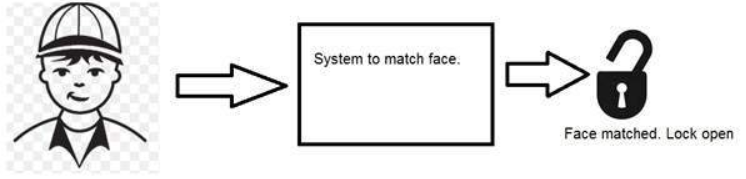 System to match face.
Face matched. Lock open